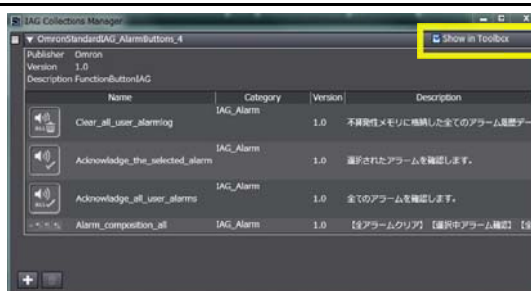 IAG Collections Manager
OmronStandardIAG_AlarmButtons_4
Show in Toolbox
Publisher Omron
Version 1.0
Description FunctionButtonIAG
Name Category Version Description
Clear_all_user_alarmlog IAG_Alarm 1.0 不揮発性メモリに格納した全てのアラーム履歴デー
Acknowladge_the_selected_alarm IAG_Alarm 1.0 選択されたアラームを確認します。
Acknowladge_all_user_alarms IAG_Alarm 1.0 全てのアラームを確認します。
Alarm_composition_all IAG_Alarm 1.0 【全アラームクリア】【選択中アラーム確認】【全